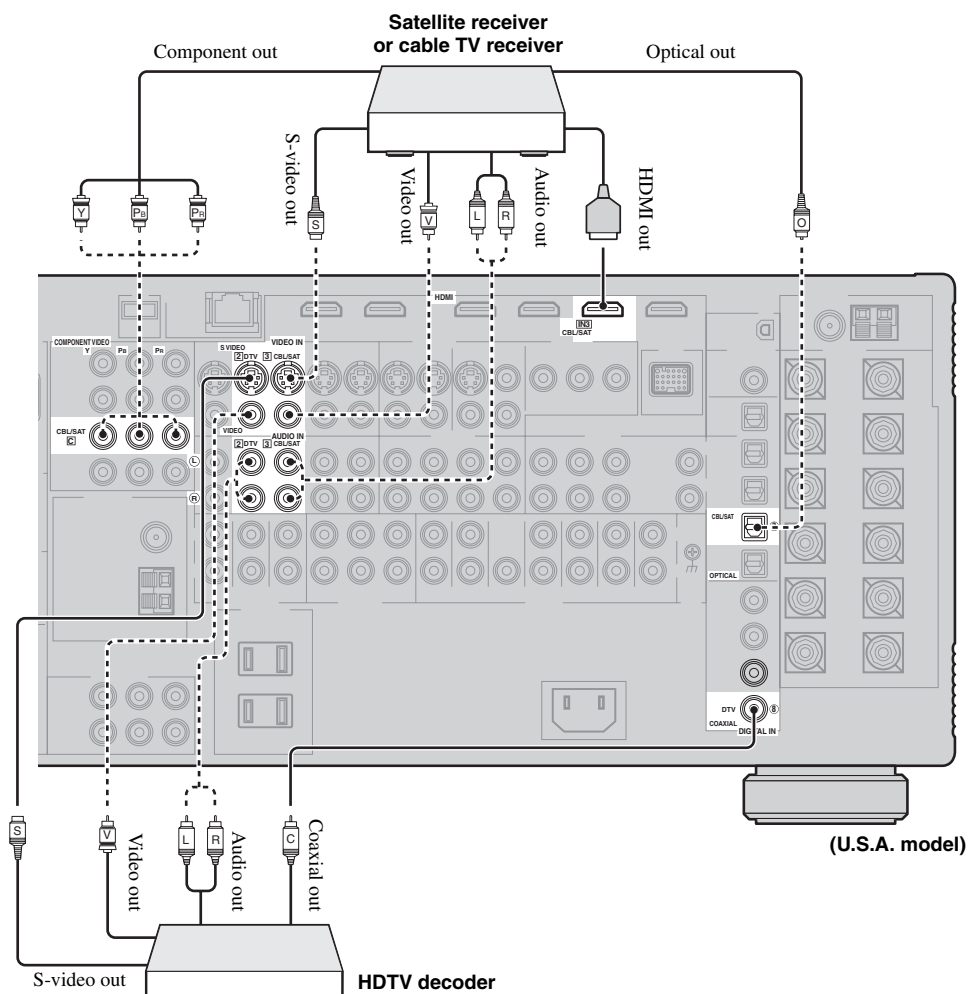 Satellite receiver
or cable TV receiver
Component out
Optical out
S-video out
Video out
Audio out
HDMI out
Y
PB
PR
S
V
L
R
O
HDMI
IN3
CBL/SAT
COMPONENT VIDEO
Y PB PR
S VIDEO
VIDEO IN
2 DTV 3 CBL/SAT
CBL/SAT
C
VIDEO
AUDIO IN
2 DTV 3 CBL/SAT
L
R
CBL/SAT
OPTICAL
DTV
8
COAXIAL
DIGITAL IN
S
V
L
R
C
Video out
Audio out
Coaxial out
(U.S.A. model)
S-video out
HDTV decoder